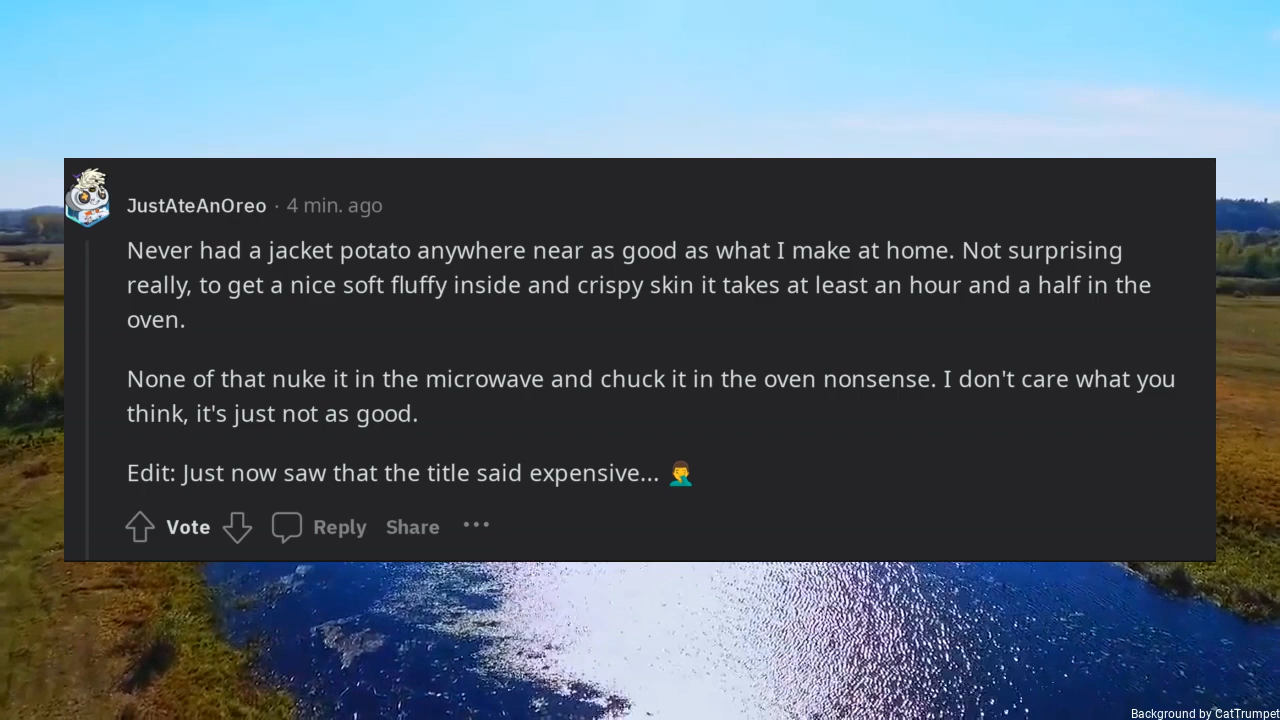 JustAteAnOreo · 4 min. ago
Never had a jacket potato anywhere near as good as what I make at home. Not surprising
really, to get a nice soft fluffy inside and crispy skin it takes at least an hour and a half in the
oven.
None of that nuke it in the microwave and chuck it in the oven nonsense. I don't care what you
think, it's just not as good.
Edit: Just now saw that the title said expensive... 🤦‍♂️
Vote Reply Share ···
Background by CatTrumpet